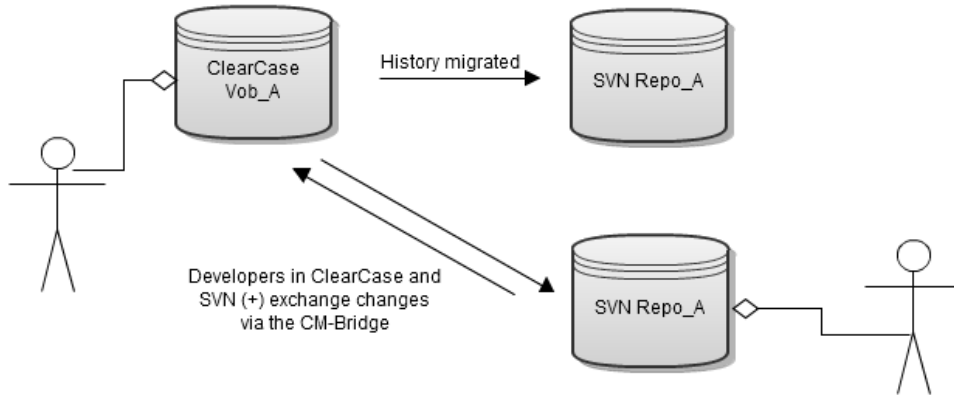 ClearCase
Vob_A
History migrated
SVN Repo_A
Developers in ClearCase and
SVN (+) exchange changes
via the CM-Bridge
SVN Repo_A